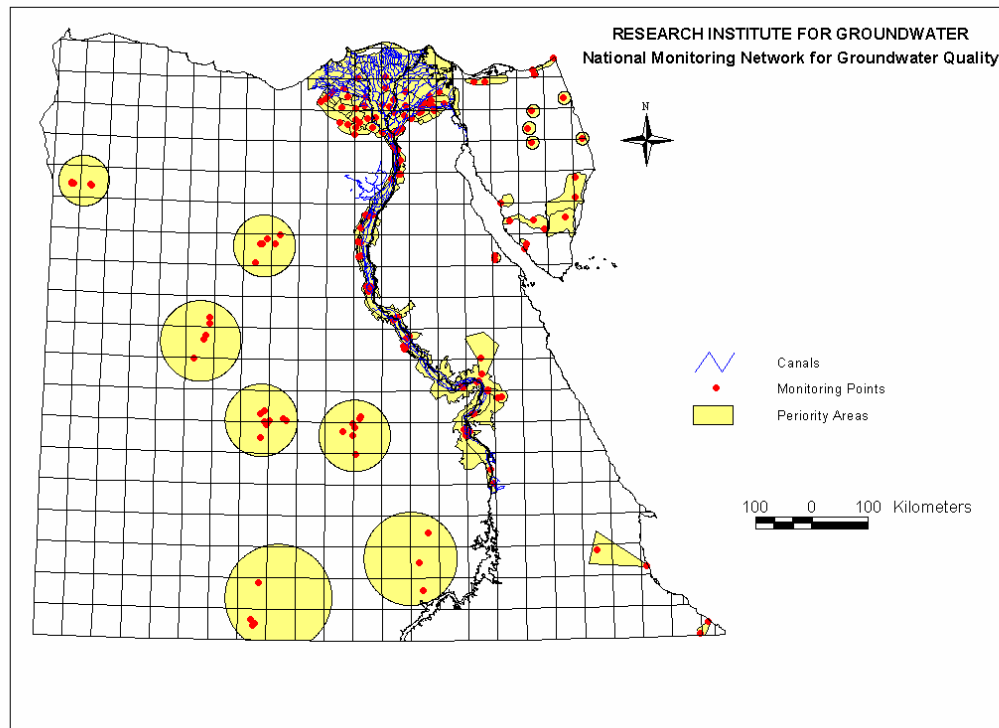 RESEARCH INSTITUTE FOR GROUNDWATER
National Monitoring Network for Groundwater Quality
N
Canals
Monitoring Points
Periority Areas
100 0 100 Kilometers